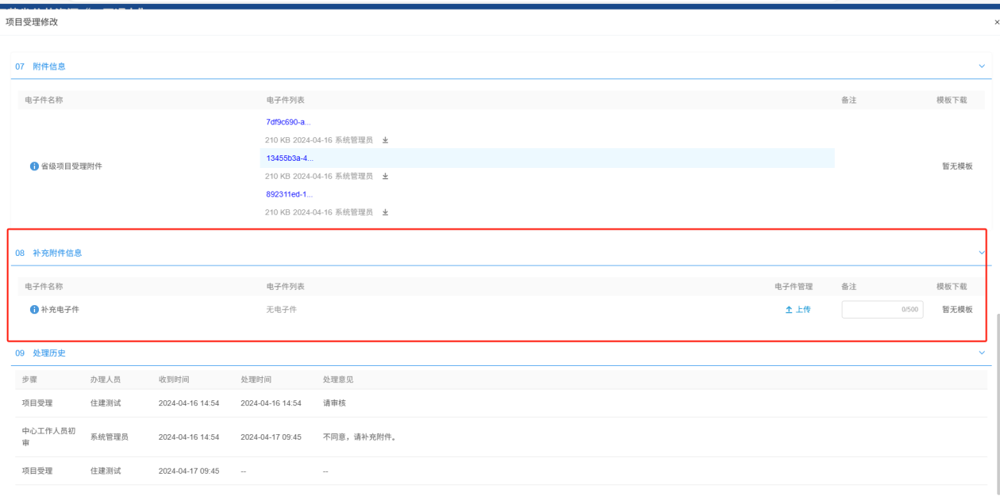 项目受理修改
×
07 附件信息
电子件名称 电子件列表 备注 模板下载
7df9c690-a...
210 KB 2024-04-16 系统管理员
13455b3a-4...
省级项目受理附件 暂无模板
210 KB 2024-04-16 系统管理员
892311ed-1...
210 KB 2024-04-16 系统管理员
08 补充附件信息
电子件名称 电子件列表 电子件管理 备注 模板下载
补充电子件 无电子件 上传 0/500 暂无模板
09 处理历史
步骤 办理人员 收到时间 处理时间 处理意见
项目受理 住建测试 2024-04-16 14:54 2024-04-16 14:54 请审核
中心工作人员初
审 系统管理员 2024-04-16 14:54 2024-04-17 09:45 不同意，请补充附件。
项目受理 住建测试 2024-04-17 09:45 -- --